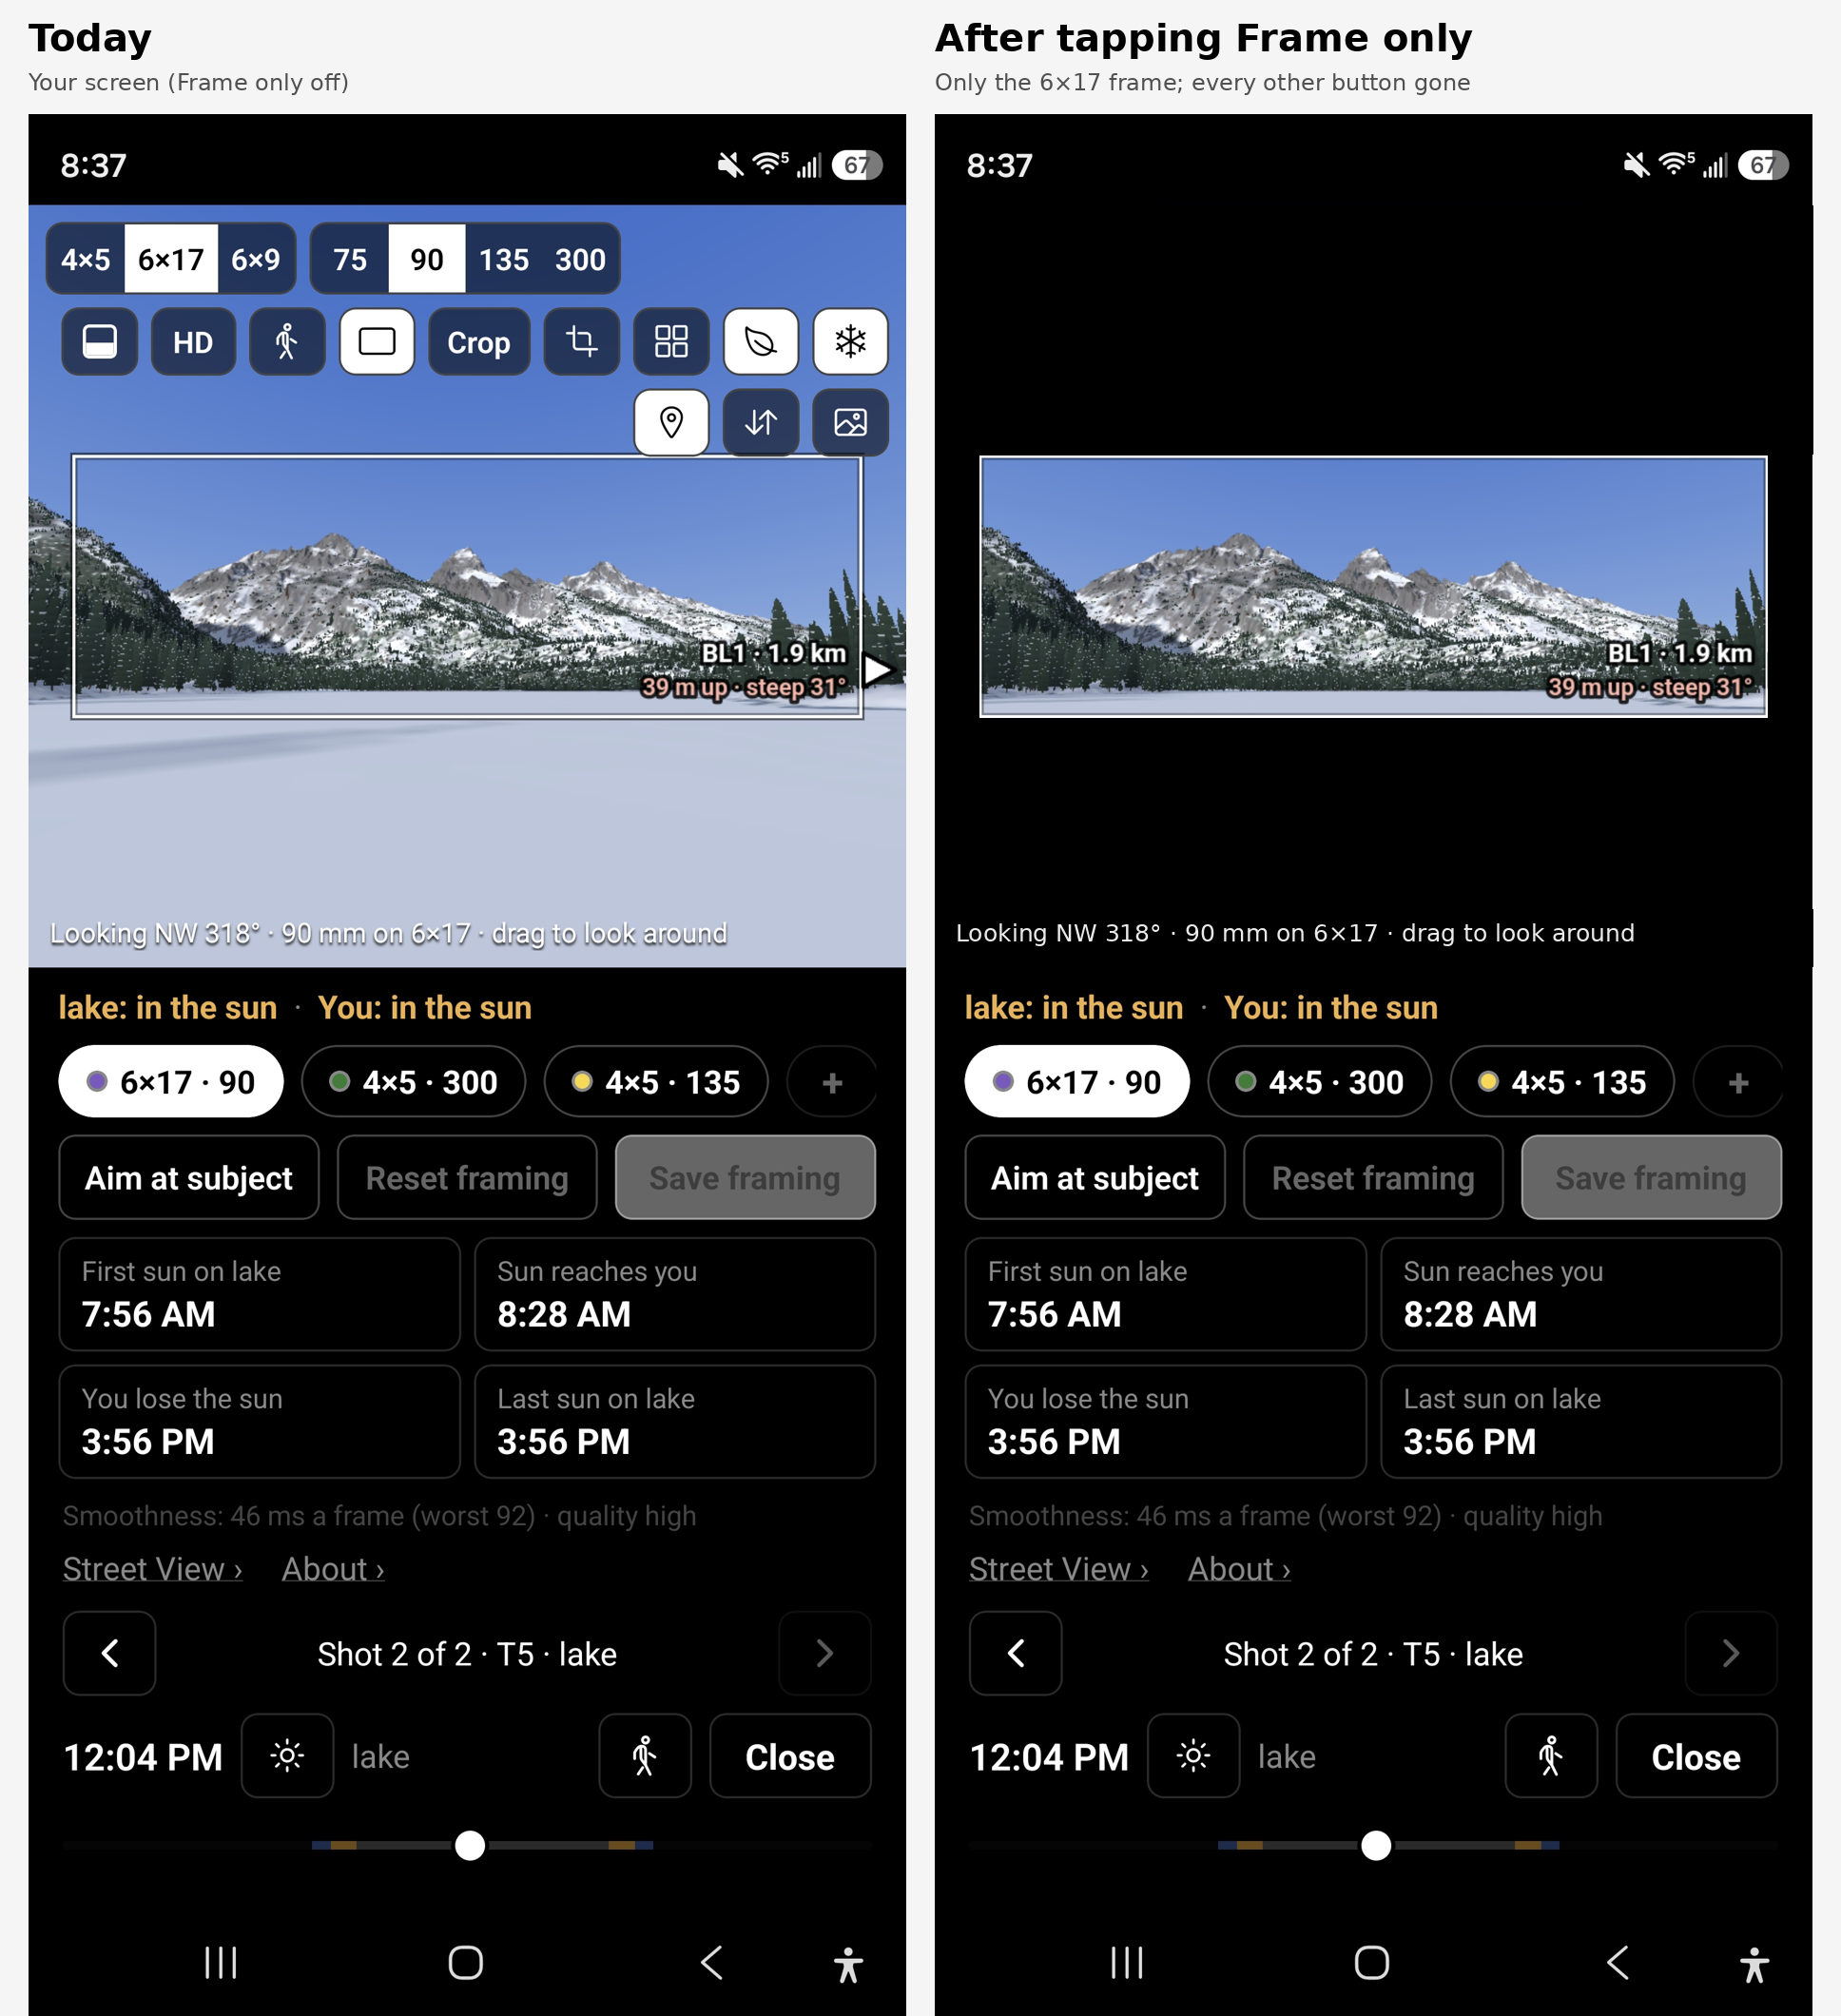 Today
Your screen (Frame only off)
8:37
5
67
4×5 6×17 6×9 75 90 135 300
HD Crop
BL1 · 1.9 km
39 m up · steep 31°
Looking NW 318° · 90 mm on 6×17 · drag to look around
lake: in the sun · You: in the sun
6×17 · 90 4×5 · 300 4×5 · 135 +
Aim at subject Reset framing Save framing
First sun on lake Sun reaches you
7:56 AM 8:28 AM
You lose the sun Last sun on lake
3:56 PM 3:56 PM
Smoothness: 46 ms a frame (worst 92) · quality high
Street View › About ›
Shot 2 of 2 · T5 · lake
12:04 PM lake Close
After tapping Frame only
Only the 6×17 frame; every other button gone
8:37
5
67
BL1 · 1.9 km
39 m up · steep 31°
Looking NW 318° · 90 mm on 6×17 · drag to look around
lake: in the sun · You: in the sun
6×17 · 90 4×5 · 300 4×5 · 135 +
Aim at subject Reset framing Save framing
First sun on lake Sun reaches you
7:56 AM 8:28 AM
You lose the sun Last sun on lake
3:56 PM 3:56 PM
Smoothness: 46 ms a frame (worst 92) · quality high
Street View › About ›
Shot 2 of 2 · T5 · lake
12:04 PM lake Close